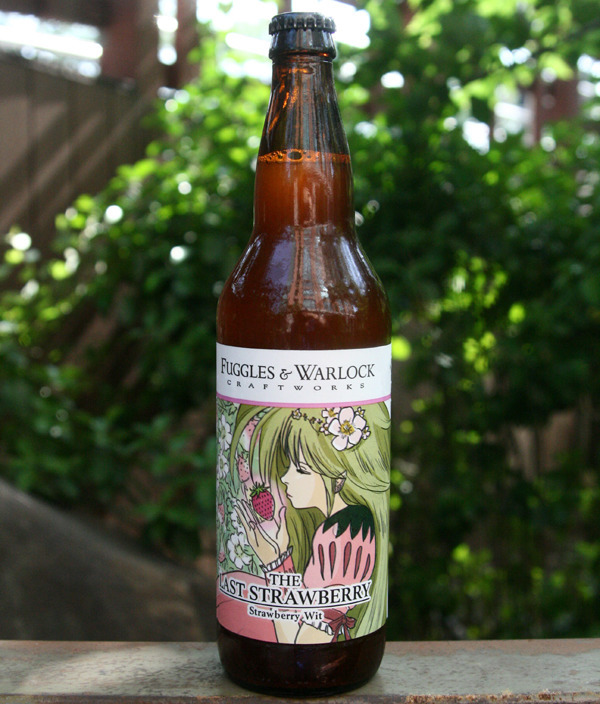 FUGGLES & WARLOCK
CRAFTWORKS
THE
LAST STRAWBERRY
Strawberry Wit